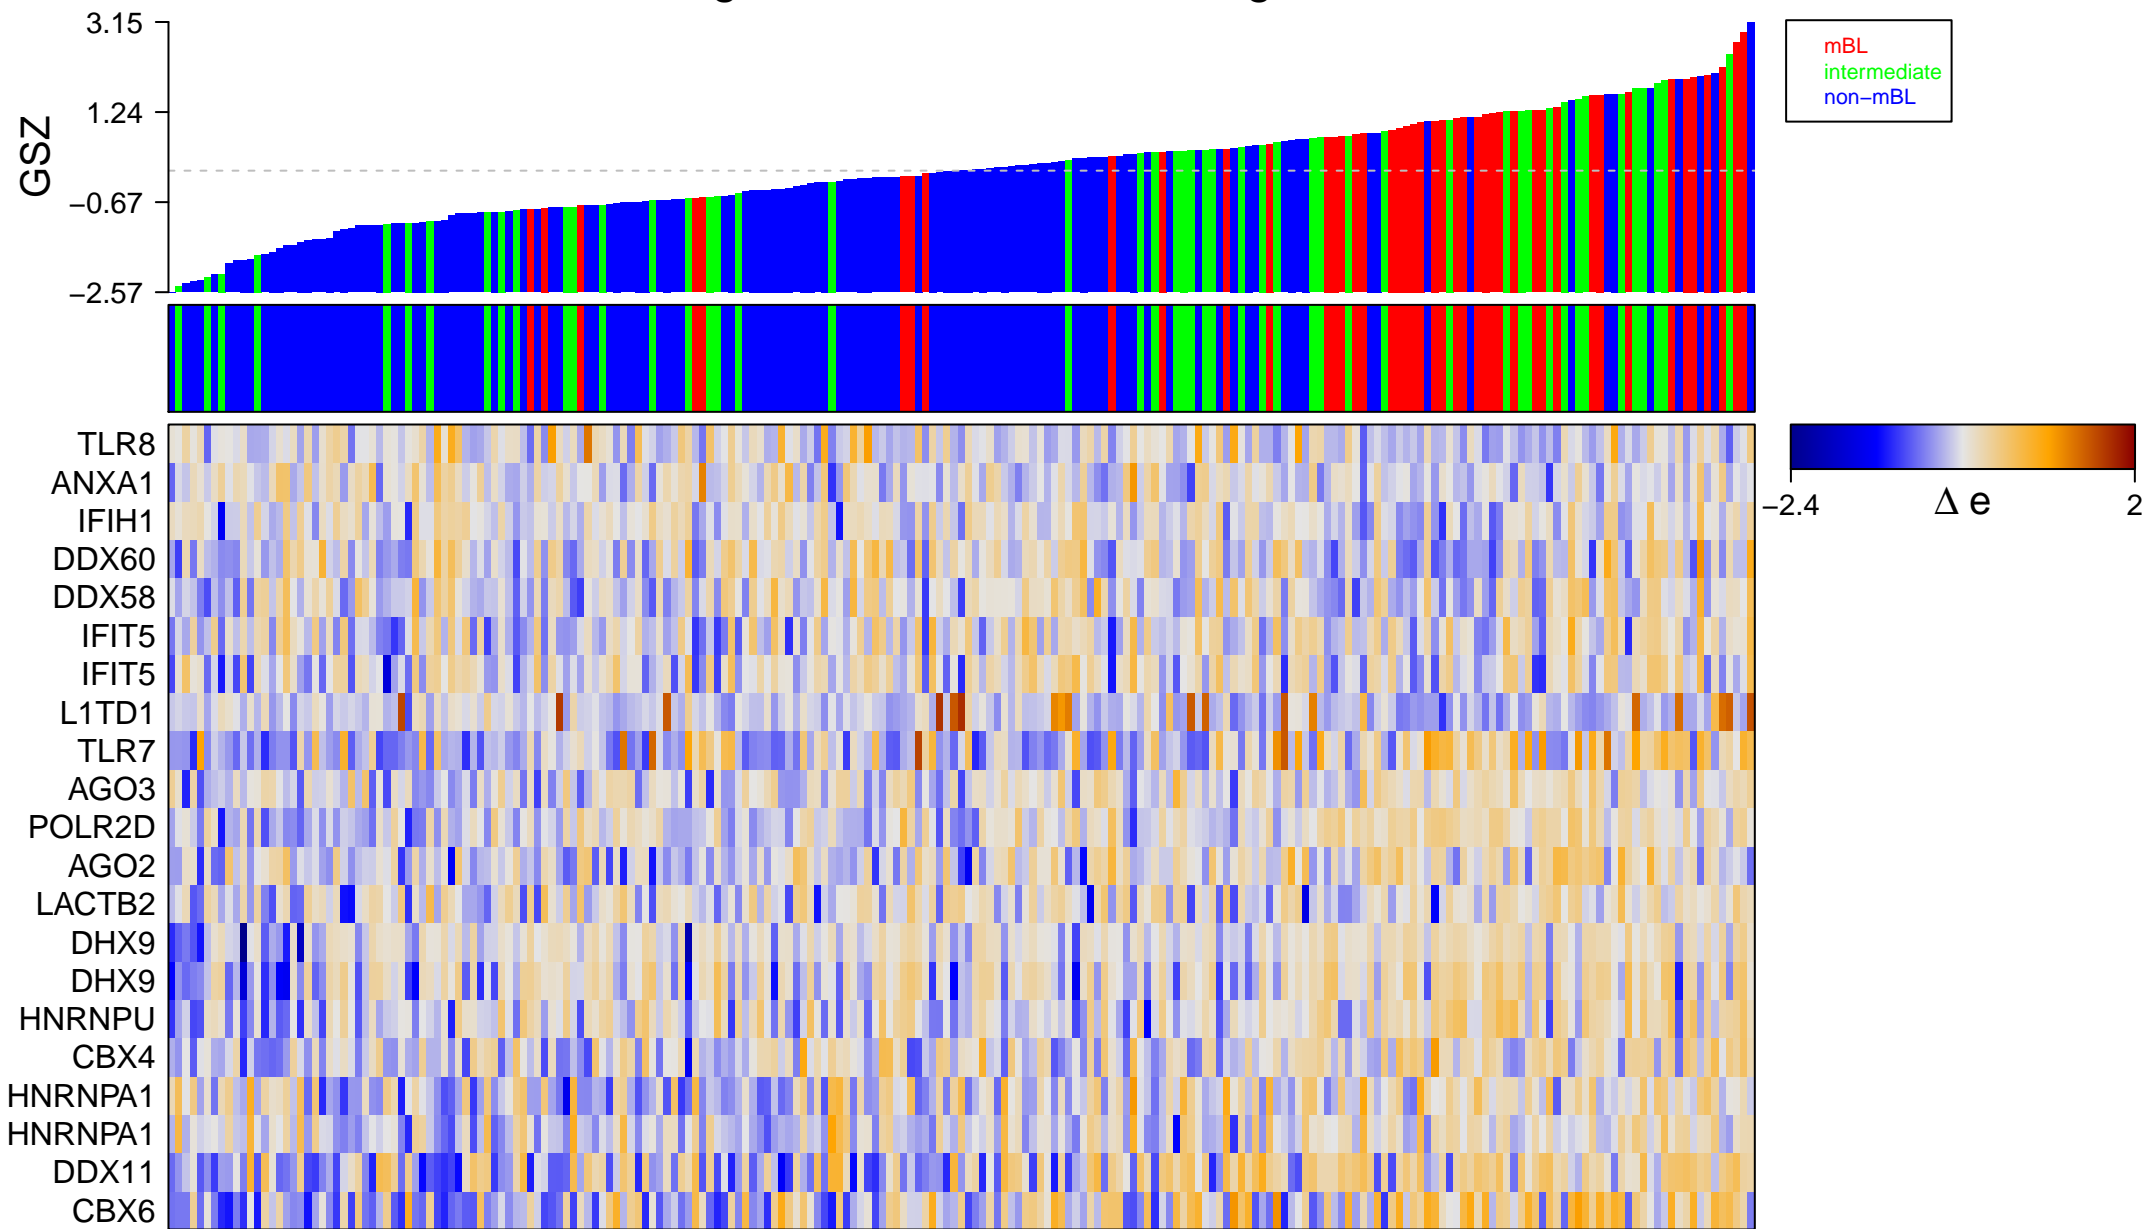 3.15
1.24
−0.67
−2.57
GSZ
mBL
intermediate
non−mBL
TLR8
ANXA1
IFIH1
DDX60
DDX58
IFIT5
IFIT5
L1TD1
TLR7
AGO3
POLR2D
AGO2
LACTB2
DHX9
DHX9
HNRNPU
CBX4
HNRNPA1
HNRNPA1
DDX11
CBX6
−2.4
Δ e
2